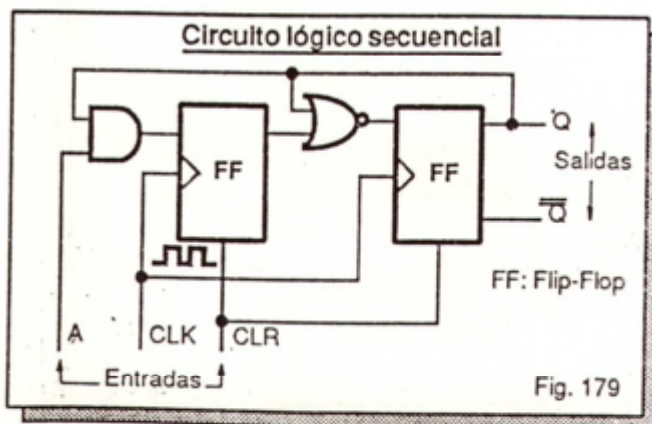 Circuito lógico secuencial
FF
FF
Q
Salidas
Q
FF: Flip-Flop
A
CLK
CLR
Entradas
Fig. 179